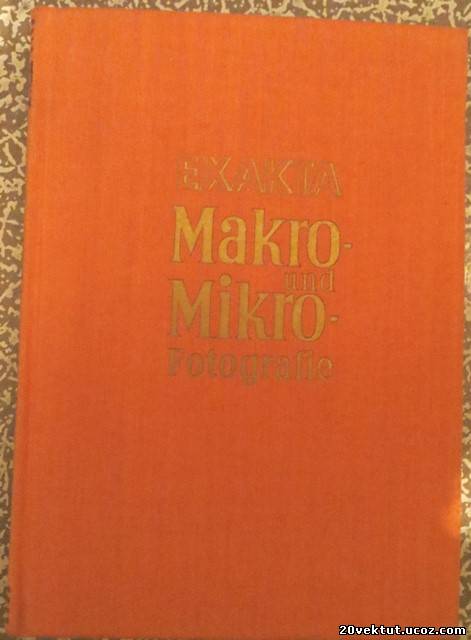 EXAKTA
Makro-
und
Mikro-
Fotografie
20vektut.ucoz.com